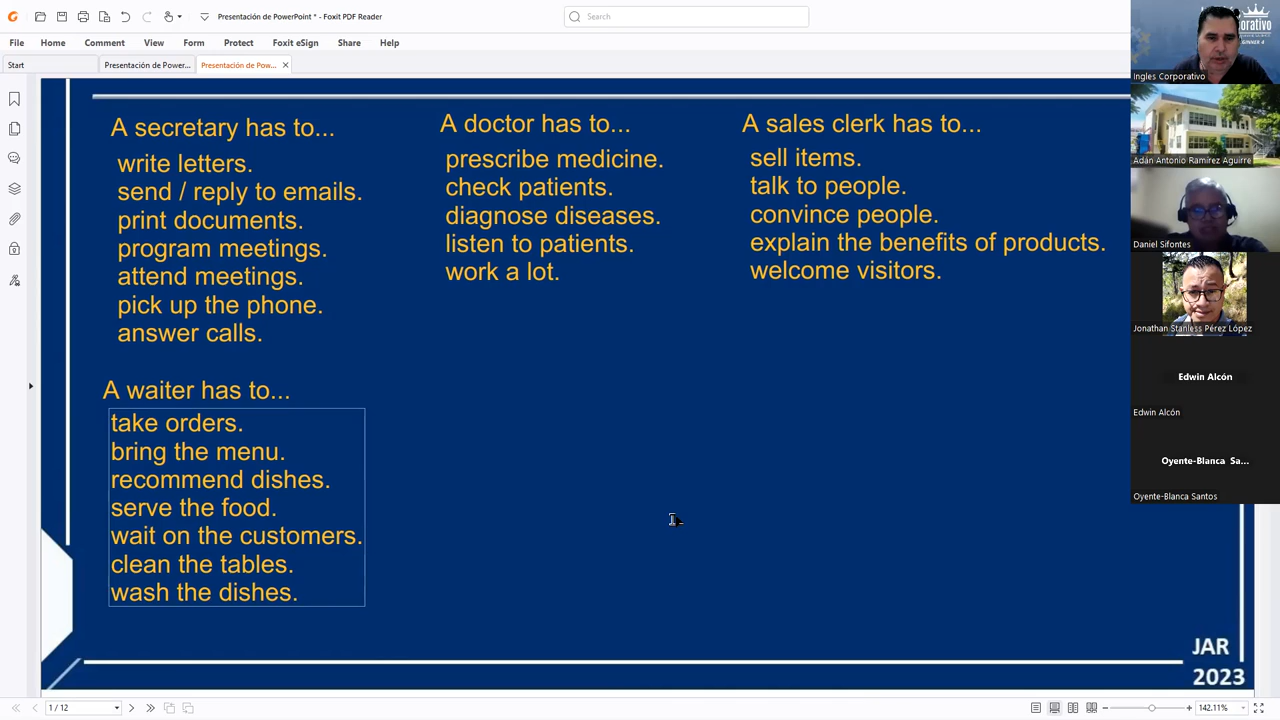 Presentación de PowerPoint * - Foxit PDF Reader
Search
File Home Comment View Form Protect Foxit eSign Share Help
Start
Presentación de Power...
Presentación de Pow...
A secretary has to...
write letters.
send / reply to emails.
print documents.
program meetings.
attend meetings.
pick up the phone.
answer calls.
A doctor has to...
prescribe medicine.
check patients.
diagnose diseases.
listen to patients.
work a lot.
A sales clerk has to...
sell items.
talk to people.
convince people.
explain the benefits of products.
welcome visitors.
A waiter has to...
take orders.
bring the menu.
recommend dishes.
serve the food.
wait on the customers.
clean the tables.
wash the dishes.
JAR
2023
Ingles Corporativo
Adán Antonio Ramírez Aguirre
Daniel Sifontes
Jonathan Stanless Pérez López
Edwin Alcón
Edwin Alcón
Oyente-Blanca Sa...
Oyente-Blanca Santos
1 / 12
142.11%